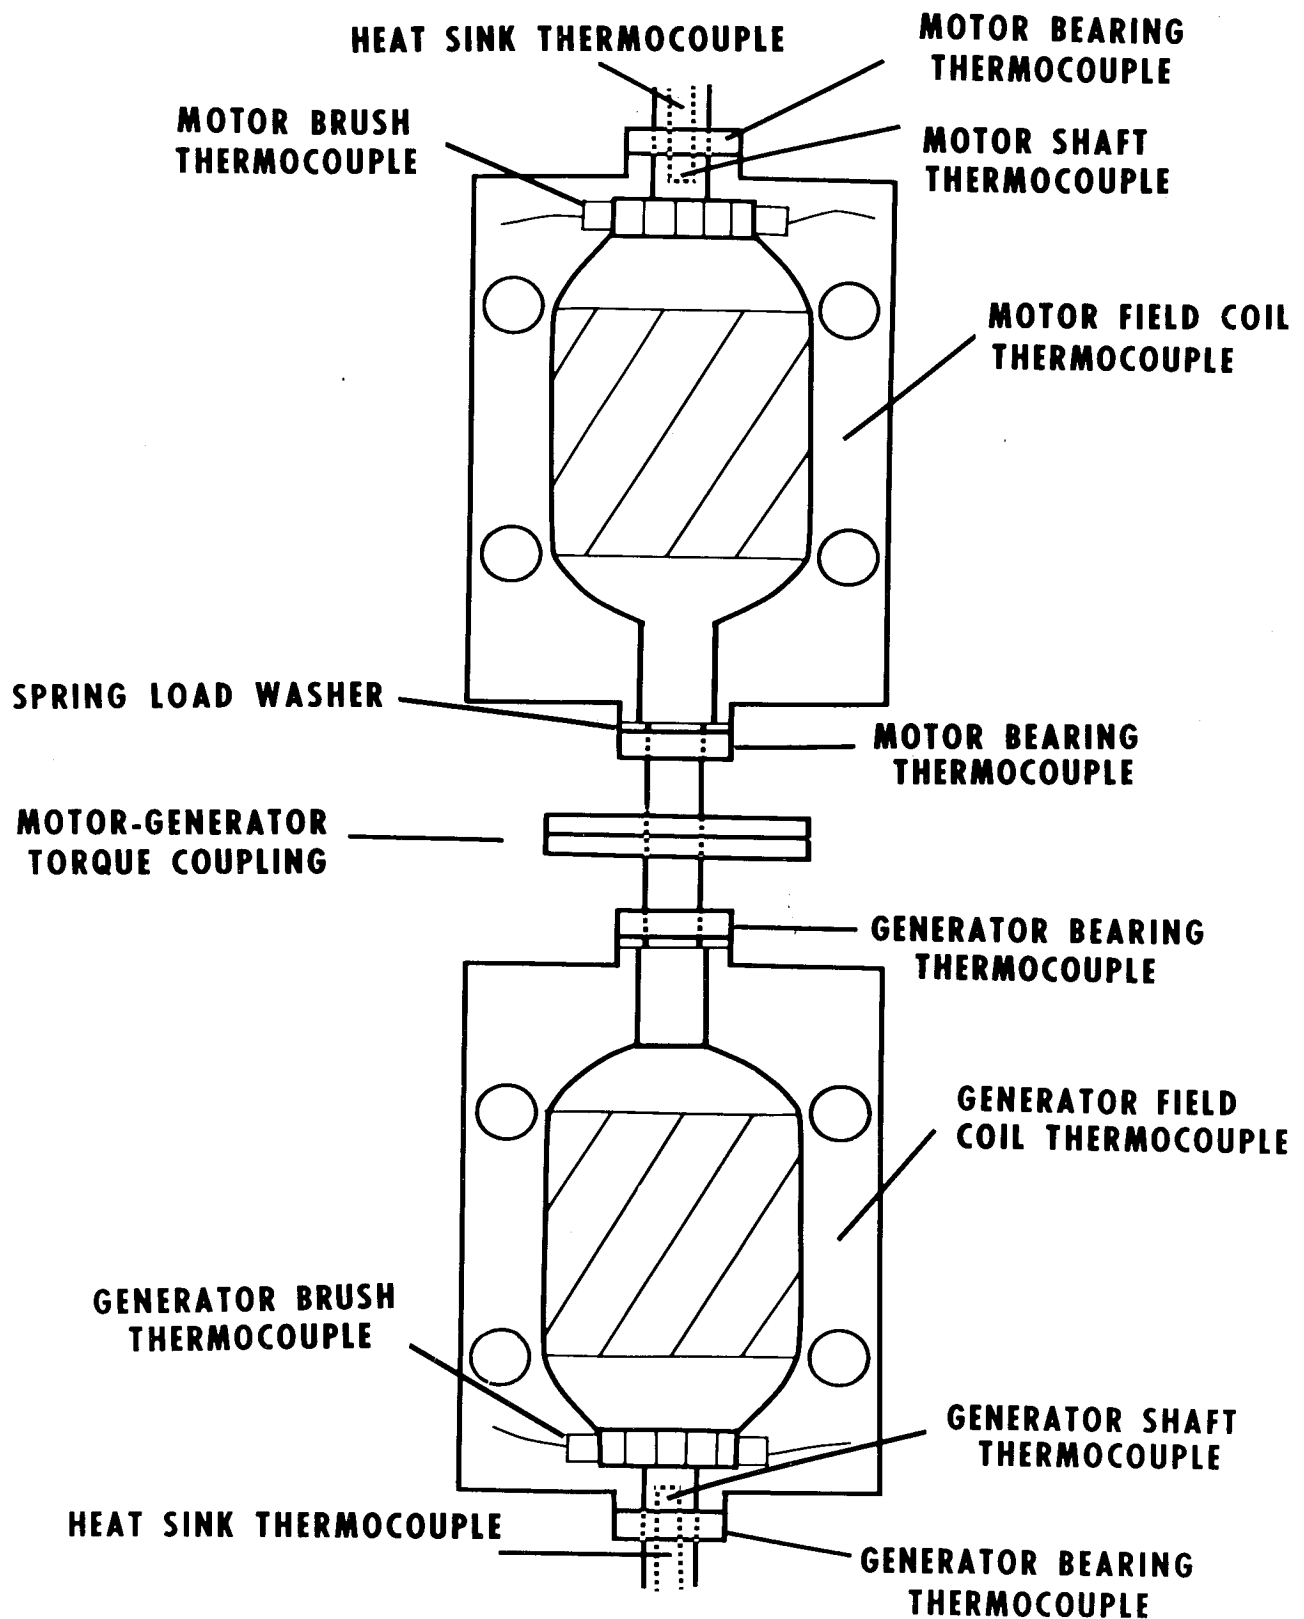 HEAT SINK THERMOCOUPLE
MOTOR BEARING
THERMOCOUPLE
MOTOR BRUSH
THERMOCOUPLE
MOTOR SHAFT
THERMOCOUPLE
MOTOR FIELD COIL
THERMOCOUPLE
SPRING LOAD WASHER
MOTOR BEARING
THERMOCOUPLE
MOTOR-GENERATOR
TORQUE COUPLING
GENERATOR BEARING
THERMOCOUPLE
GENERATOR FIELD
COIL THERMOCOUPLE
GENERATOR BRUSH
THERMOCOUPLE
GENERATOR SHAFT
THERMOCOUPLE
HEAT SINK THERMOCOUPLE
GENERATOR BEARING
THERMOCOUPLE